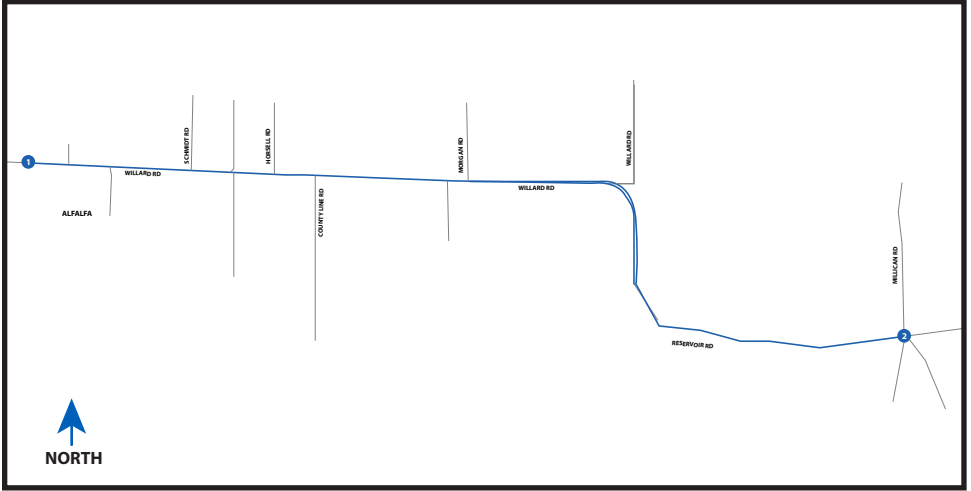 SCHMIDT RD
HORSELL RD
MORGAN RD
WILLARD RD
1
WILLARD RD
WILLARD RD
ALFALFA
COUNTY LINE RD
MILLICAN RD
2
RESERVOIR RD
NORTH